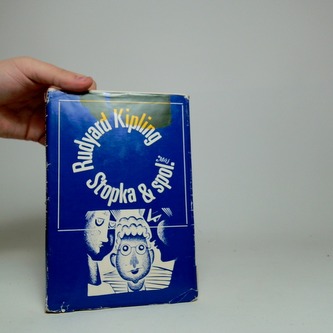 Rudyard Kipling
Stopka & spol.